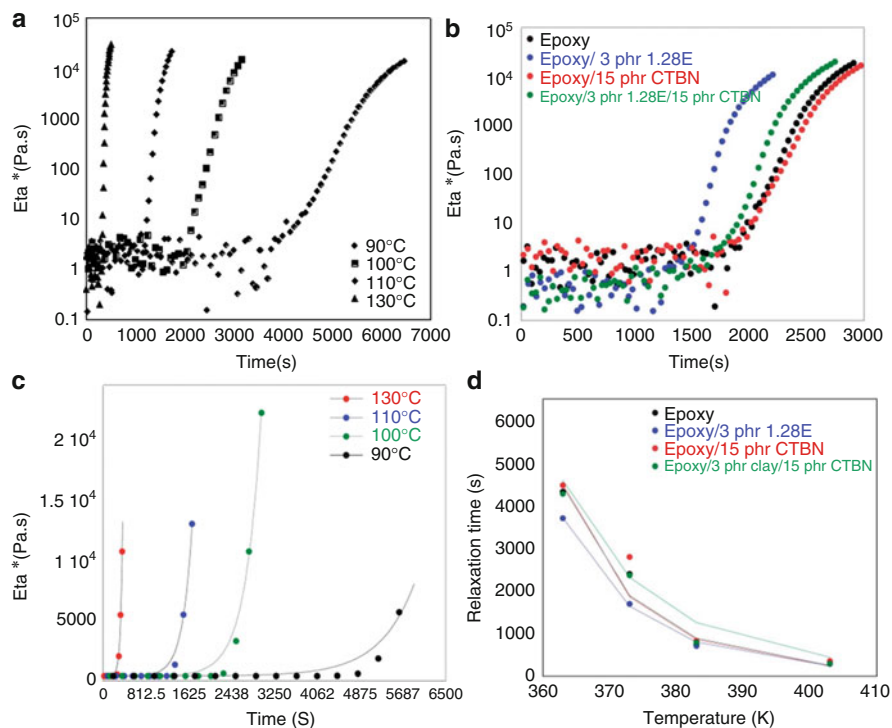 a
10^5
10^4
1000
100
10
1
0.1
Eta *(Pa.s)
90°C
100°C
110°C
130°C
0 1000 2000 3000 4000 5000 6000 7000
Time(s)
b
10^5
10^4
1000
100
10
1
0.1
Eta *(Pa.s)
Epoxy
Epoxy/ 3 phr 1.28E
Epoxy/15 phr CTBN
Epoxy/3 phr 1.28E/15 phr CTBN
0 500 1000 1500 2000 2500 3000
Time(s)
c
2 10^4
1.5 10^4
1 10^4
5000
0
Eta *(Pa.s)
130°C
110°C
100°C
90°C
0 812.5 1625 2438 3250 4062 4875 5687 6500
Time (S)
d
6000
5000
4000
3000
2000
1000
0
Relaxation time (s)
Epoxy
Epoxy/3 phr 1.28E
Epoxy/15 phr CTBN
Epoxy/3 phr clay/15 phr CTBN
360 370 380 390 400 410
Temperature (K)